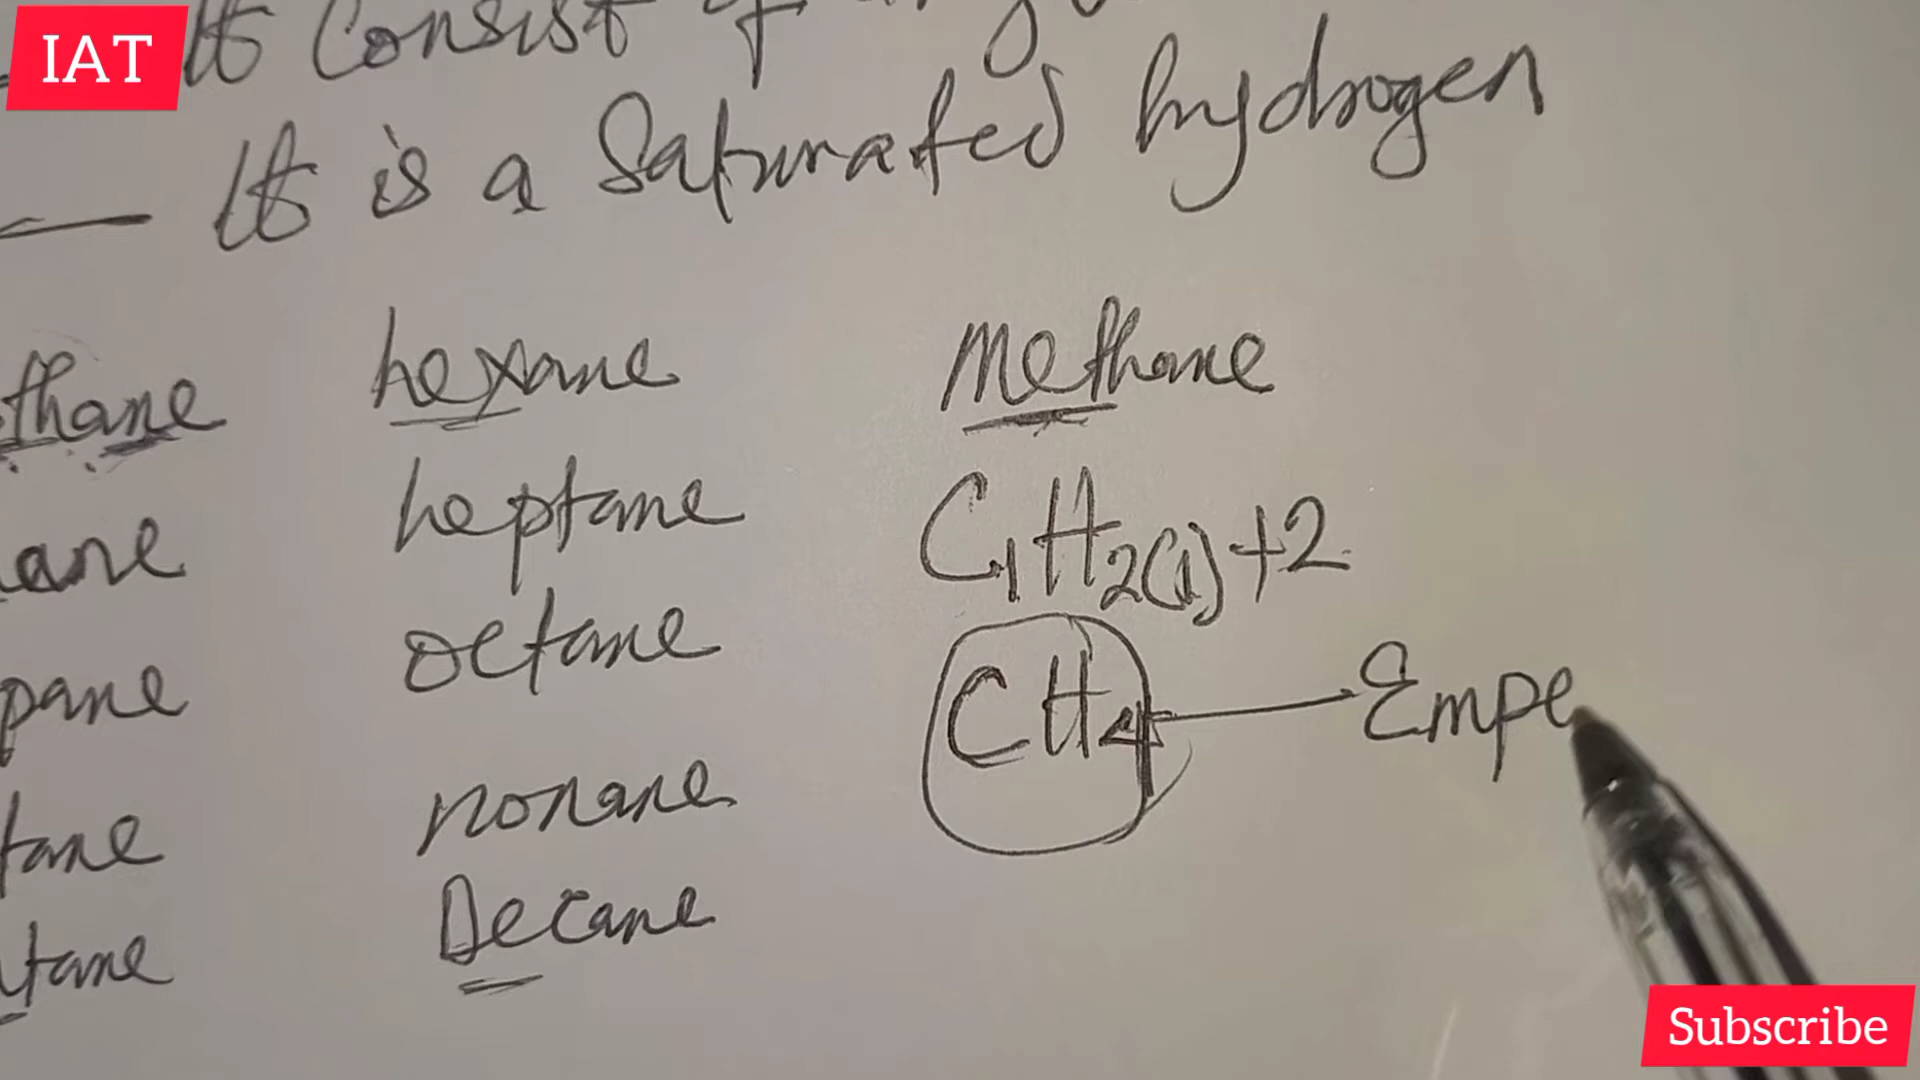 IAT
It Consist of
It is a Saturated hydrogen
thane hexane Methane
ane heptane C1H2(1)+2
pane octane CH4 Empe
tane nonane
tane Decane
Subscribe